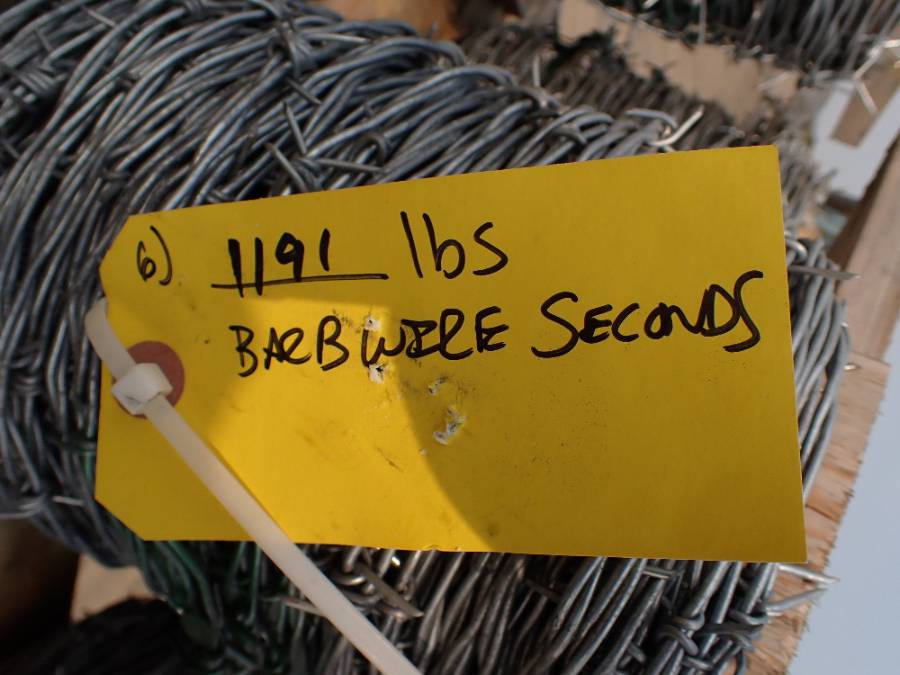 6) 1191 lbs
BARBWIRE SECONDS